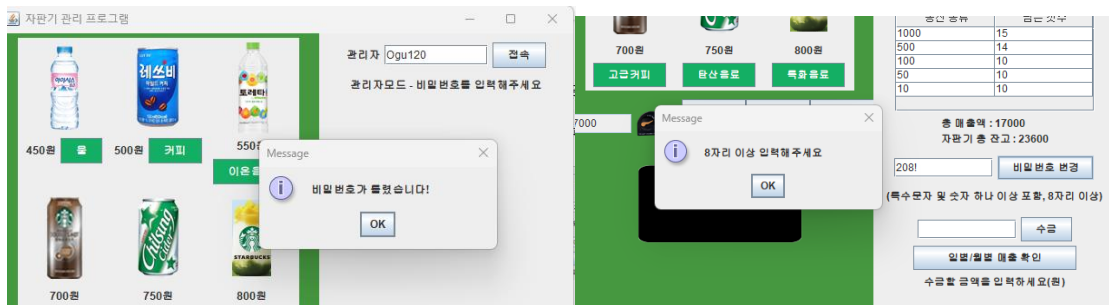 자판기 관리 프로그램
관리자 Ogu120 접속
관리자모드 - 비밀번호를 입력해주세요
레쓰비
토레타!
450원 물 500원 커피 550원
이온음
Message
비밀번호가 틀렸습니다!
OK
Chilsung
Cider
STARBUCKS
700원 750원 800원
700원 750원 800원
고급커피 탄산음료 특화음료
7000
Message
8자리 이상 입력해주세요
OK
1000 15
500 14
100 10
50 10
10 10
총 매출액 : 17000
자판기 총 잔고 : 23600
208! 비밀번호 변경
(특수문자 및 숫자 하나 이상 포함, 8자리 이상)
수금
일별/월별 매출 확인
수금할 금액을 입력하세요(원)